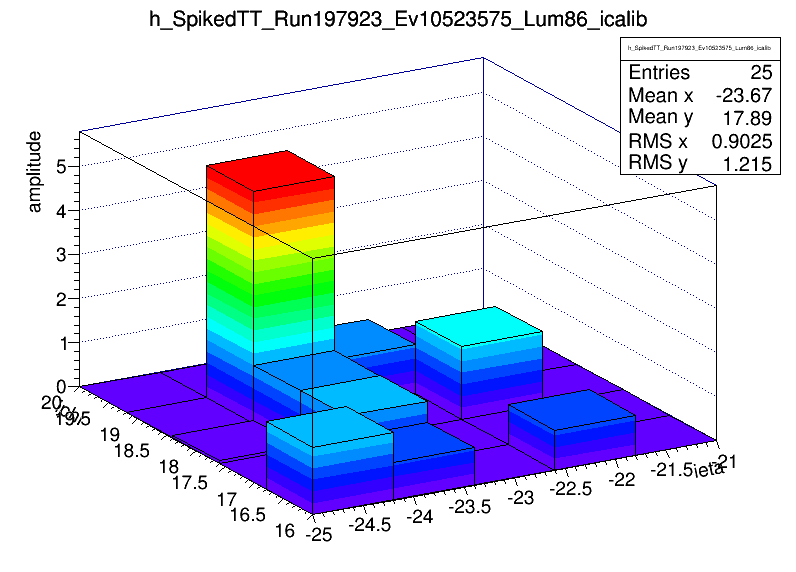 h_SpikedTT_Run197923_Ev10523575_Lum86_icalib
h_SpikedTT_Run197923_Ev10523575_Lum86_icalib
Entries 25
Mean x -23.67
Mean y 17.89
RMS x 0.9025
RMS y 1.215
amplitude
5
4
3
2
1
0
20
19.5
19
18.5
18
17.5
17
16.5
16
-25
-24.5
-24
-23.5
-23
-22.5
-22
-21.5
-21
ieta